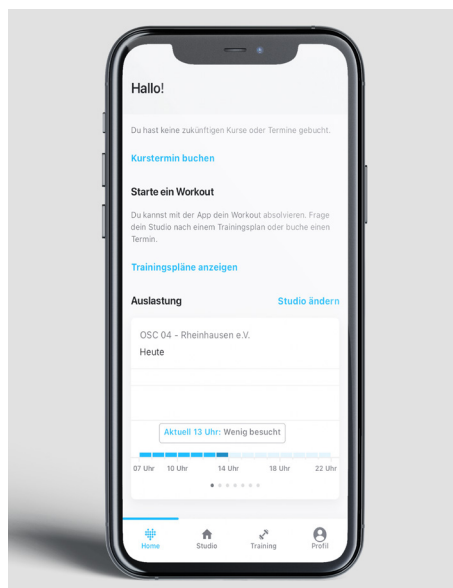 Hallo!
Du hast keine zukünftigen Kurse oder Termine gebucht.
Kurstermin buchen
Starte ein Workout
Du kannst mit der App dein Workout absolvieren. Frage
dein Studio nach einem Trainingsplan oder buche einen
Termin.
Trainingspläne anzeigen
Auslastung
Studio ändern
OSC 04 - Rheinhausen e.V.
Heute
Aktuell 13 Uhr: Wenig besucht
07 Uhr 10 Uhr 14 Uhr 18 Uhr 22 Uhr
Home Studio Training Profil